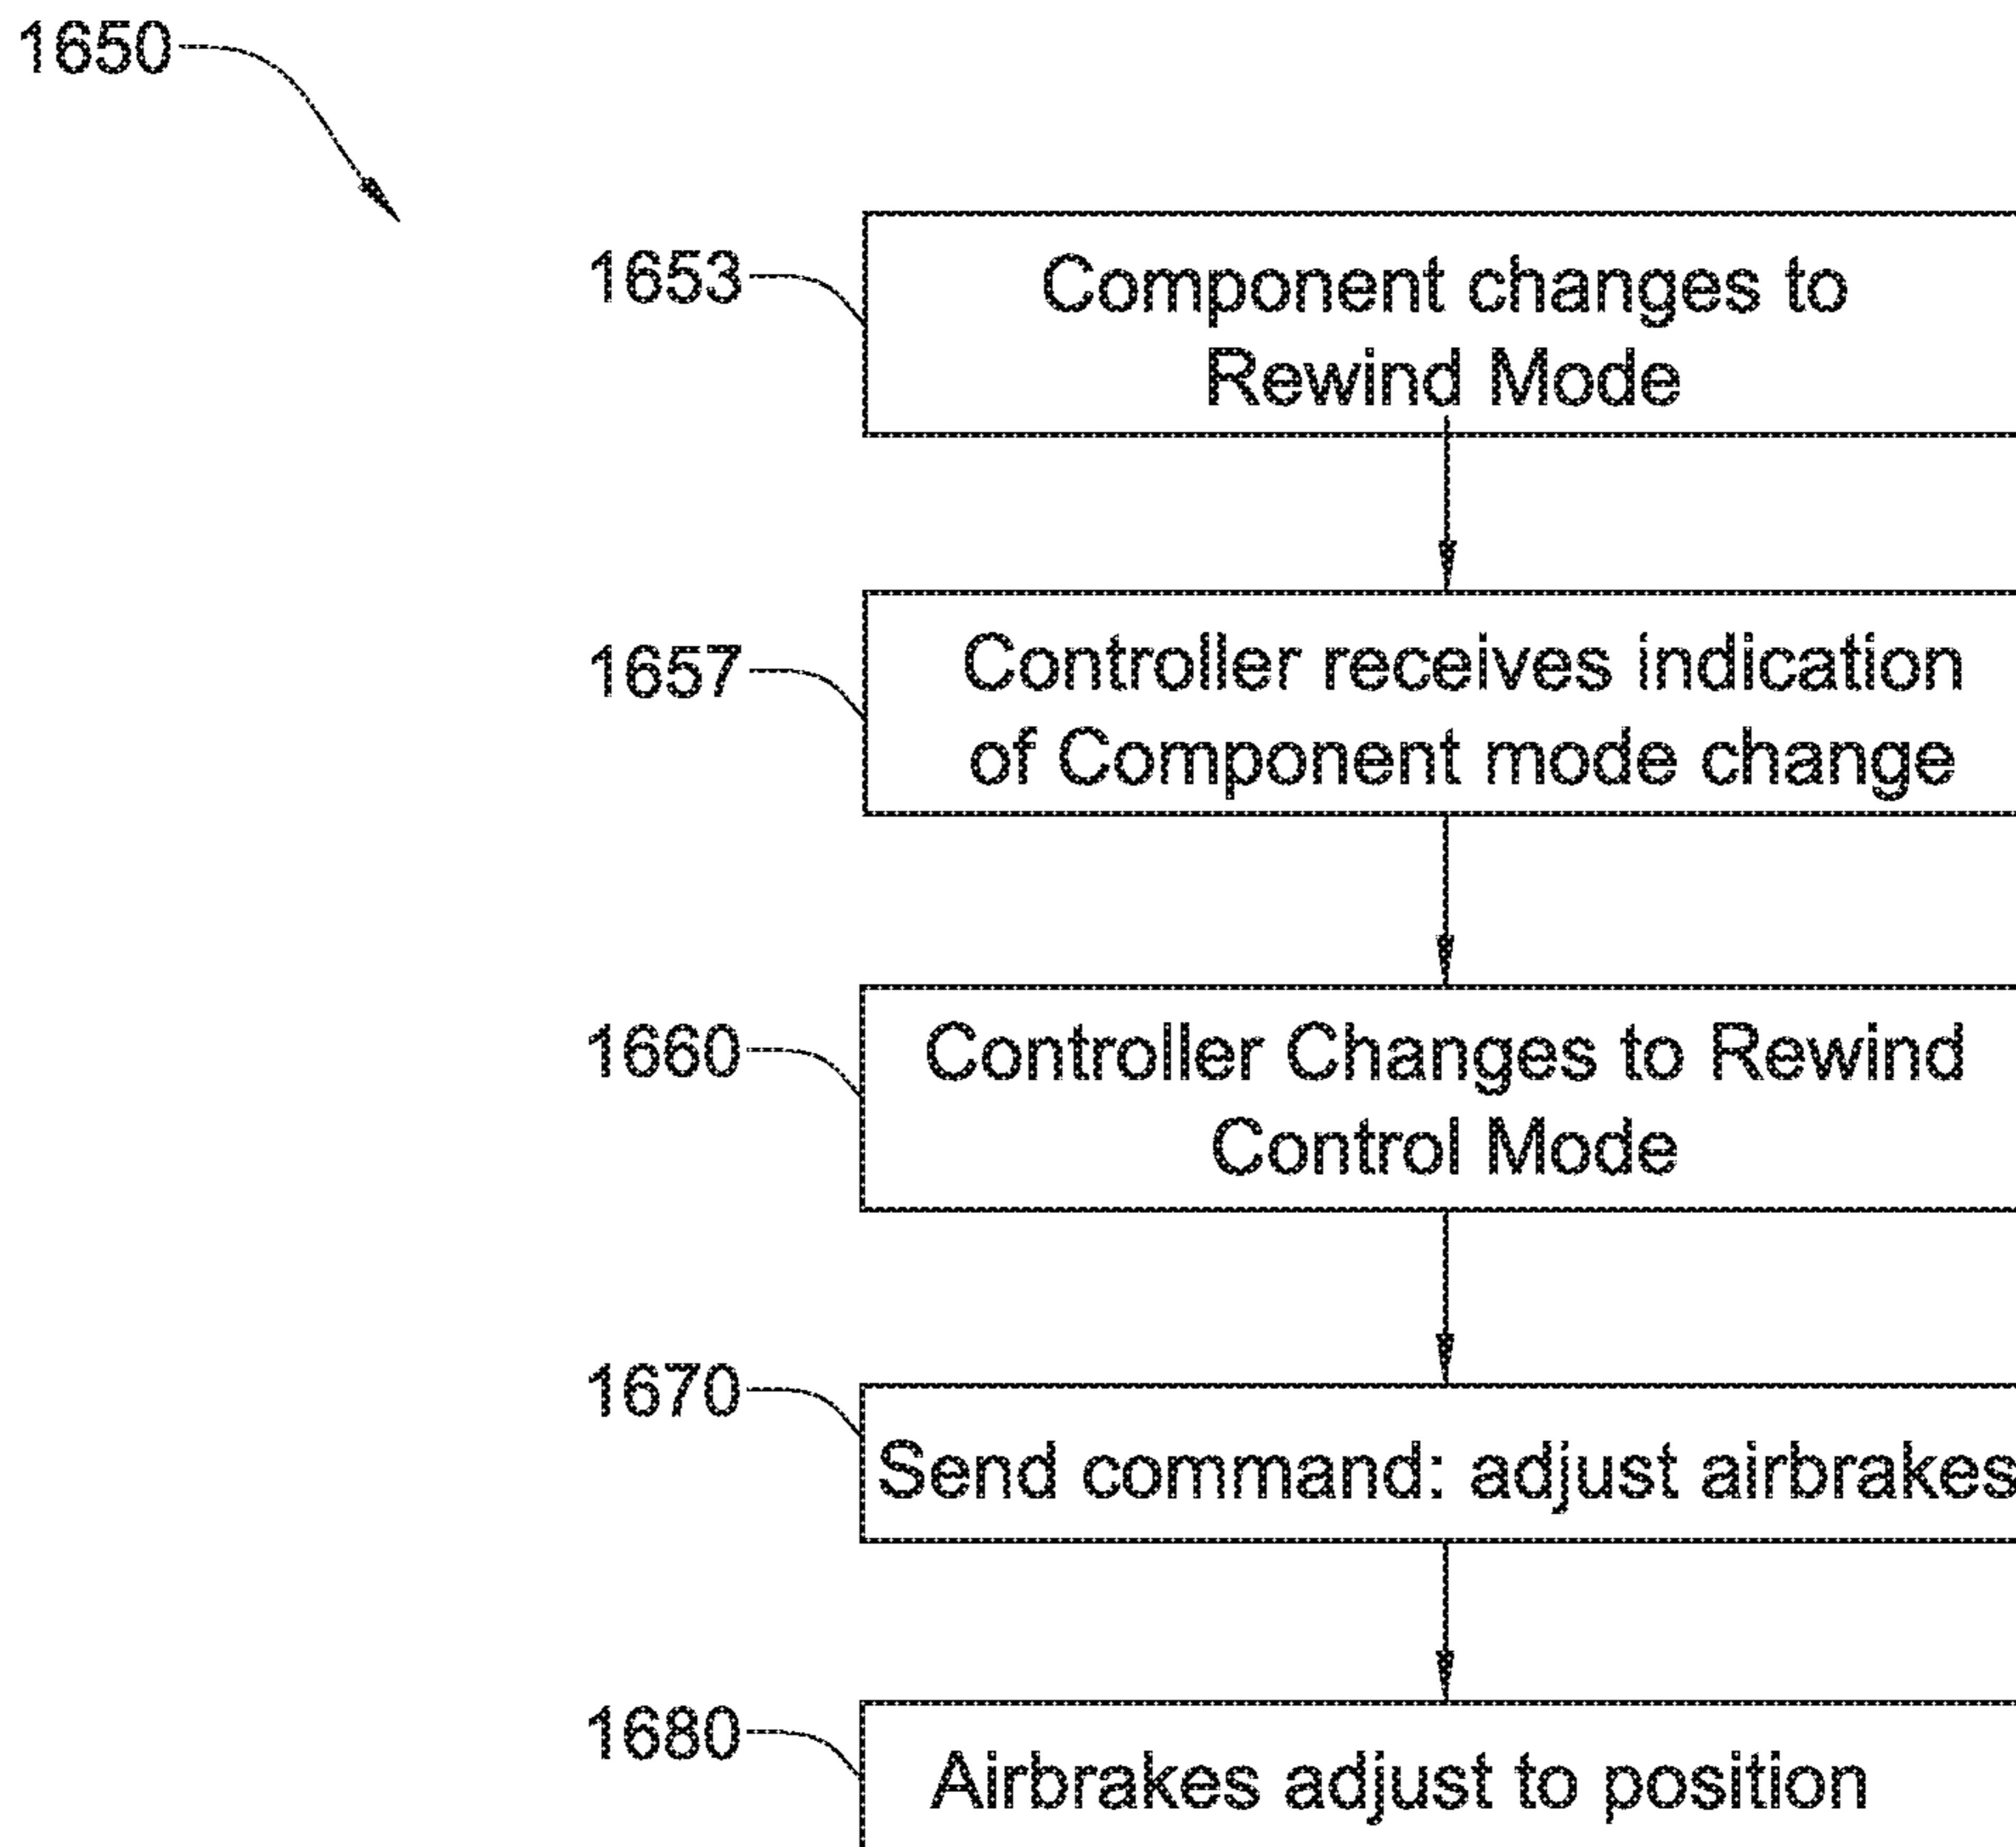 1650
1653
Component changes to
Rewind Mode
1657
Controller receives indication
of Component mode change
1660
Controller Changes to Rewind
Control Mode
1670
Send command: adjust airbrakes
1680
Airbrakes adjust to position